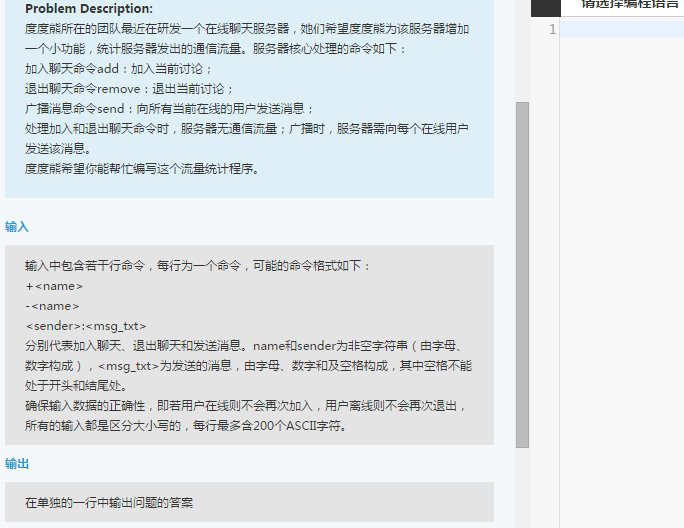 Problem Description:
度度熊所在的团队最近在研发一个在线聊天服务器，她们希望度度熊为该服务器增加
一个小功能，统计服务器发出的通信流量。服务器核心处理的命令如下：
加入聊天命令add：加入当前讨论；
退出聊天命令remove：退出当前讨论；
广播消息命令send：向所有当前在线的用户发送消息；
处理加入和退出聊天命令时，服务器无通信流量；广播时，服务器需向每个在线用户
发送该消息。
度度熊希望你能帮忙编写这个流量统计程序。
输入
输入中包含若干行命令，每行为一个命令，可能的命令格式如下：
+<name>
-<name>
<sender>:<msg_txt>
分别代表加入聊天、退出聊天和发送消息。name和sender为非空字符串（由字母、
数字构成），<msg_txt>为发送的消息，由字母、数字和及空格构成，其中空格不能
处于开头和结尾处。
确保输入数据的正确性，即若用户在线则不会再次加入，用户离线则不会再次退出，
所有的输入都是区分大小写的，每行最多含200个ASCII字符。
输出
在单独的一行中输出问题的答案
请选择编程语言
1